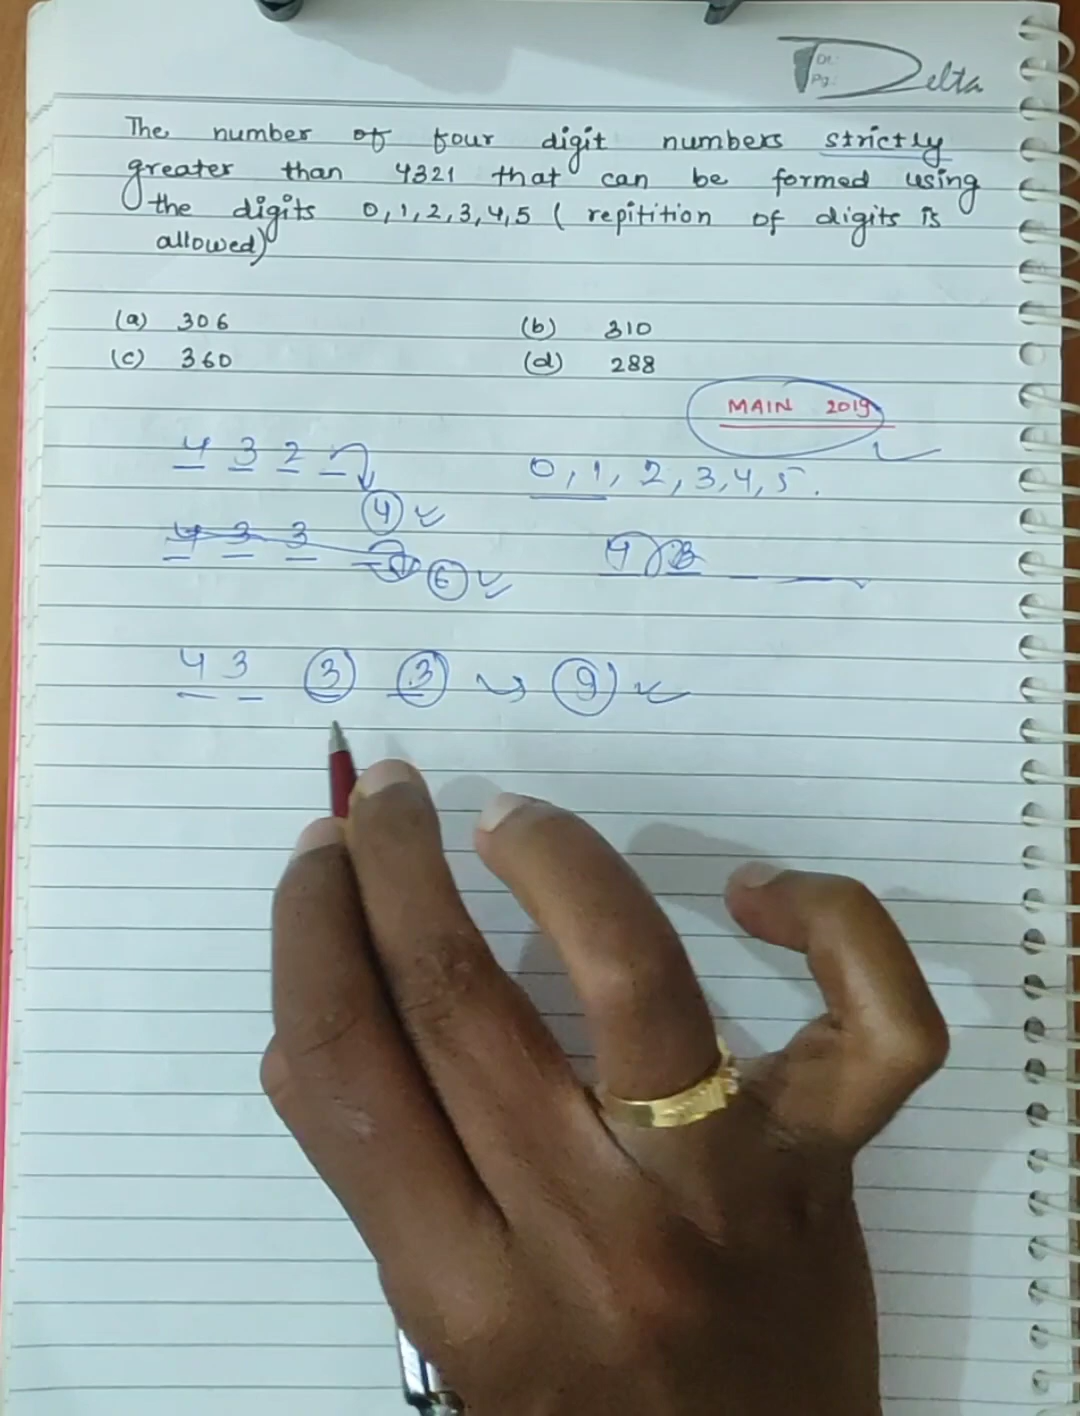 Delta
Dt.:
Pg.:
The number of four digit numbers strictly
greater than 4321 that can be formed using
the digits 0,1,2,3,4,5 ( repitition of digits is
allowed)
(a) 306 (b) 310
(c) 360 (d) 288
MAIN 2019
4 3 2
0, 1, 2, 3, 4, 5.
4
4 3 3
6
4 3 3 3 9